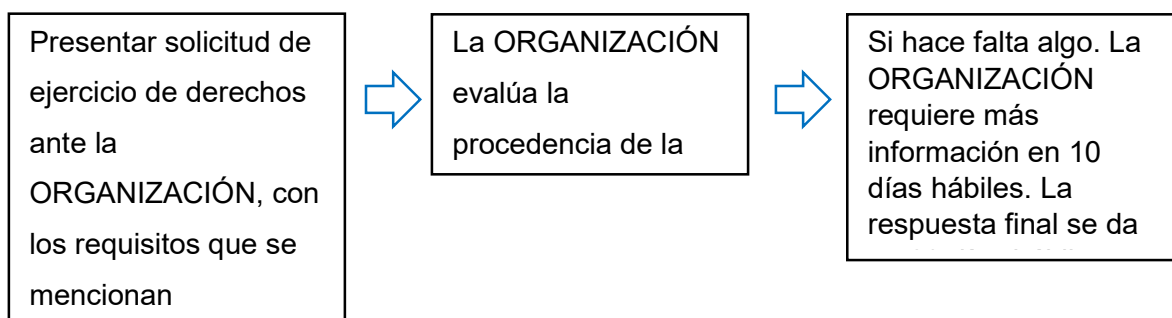 Presentar solicitud de
ejercicio de derechos
ante la
ORGANIZACIÓN, con
los requisitos que se
mencionan
La ORGANIZACIÓN
evalúa la
procedencia de la
Si hace falta algo. La
ORGANIZACIÓN
requiere más
información en 10
días hábiles. La
respuesta final se da